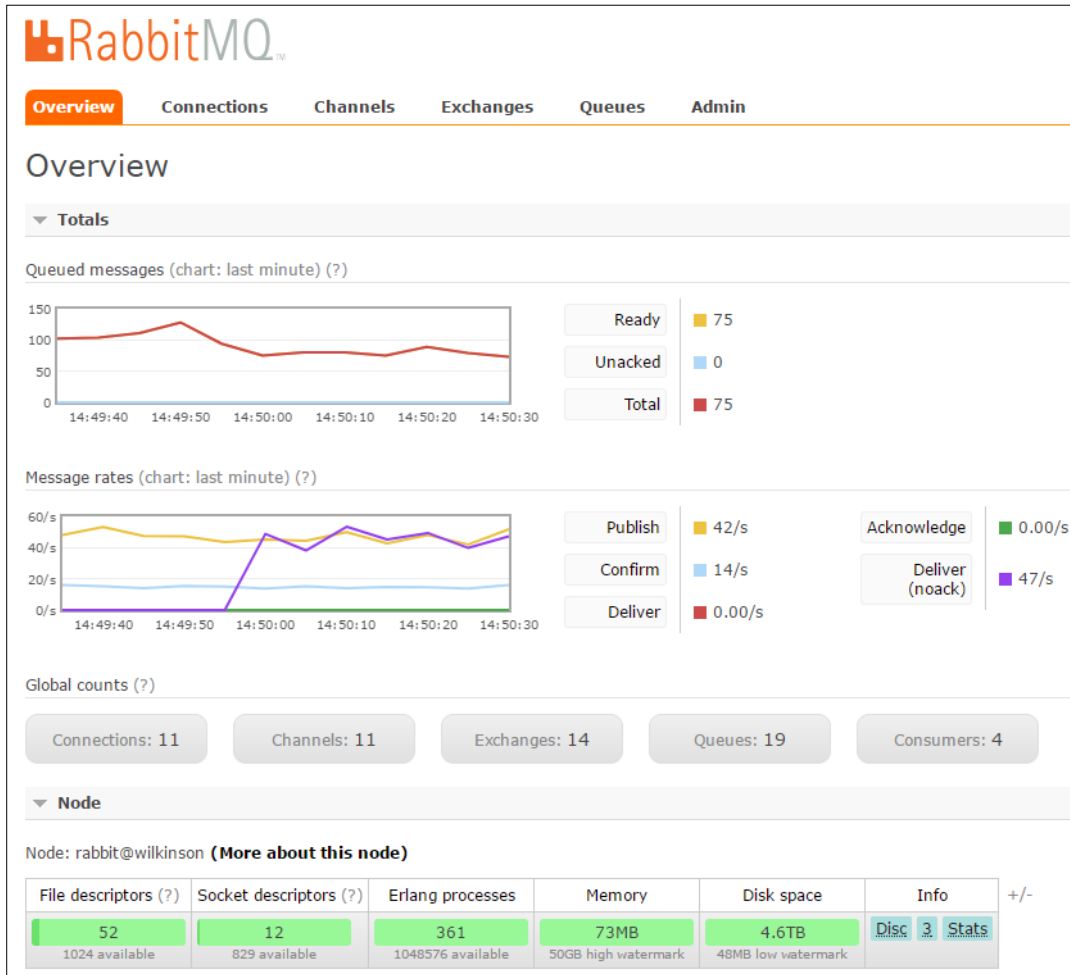 RabbitMQ TM
Overview Connections Channels Exchanges Queues Admin
Overview
Totals
Queued messages (chart: last minute) (?)
150
100
50
0
14:49:40 14:49:50 14:50:00 14:50:10 14:50:20 14:50:30
Ready 75
Unacked 0
Total 75
Message rates (chart: last minute) (?)
60/s
40/s
20/s
0/s
14:49:40 14:49:50 14:50:00 14:50:10 14:50:20 14:50:30
Publish 42/s
Confirm 14/s
Deliver 0.00/s
Acknowledge 0.00/s
Deliver
(noack) 47/s
Global counts (?)
Connections: 11 Channels: 11 Exchanges: 14 Queues: 19 Consumers: 4
Node
Node: rabbit@wilkinson (More about this node)
File descriptors (?) Socket descriptors (?) Erlang processes Memory Disk space Info +/-
52 12 361 73MB 4.6TB Disc 3 Stats
1024 available 829 available 1048576 available 50GB high watermark 48MB low watermark